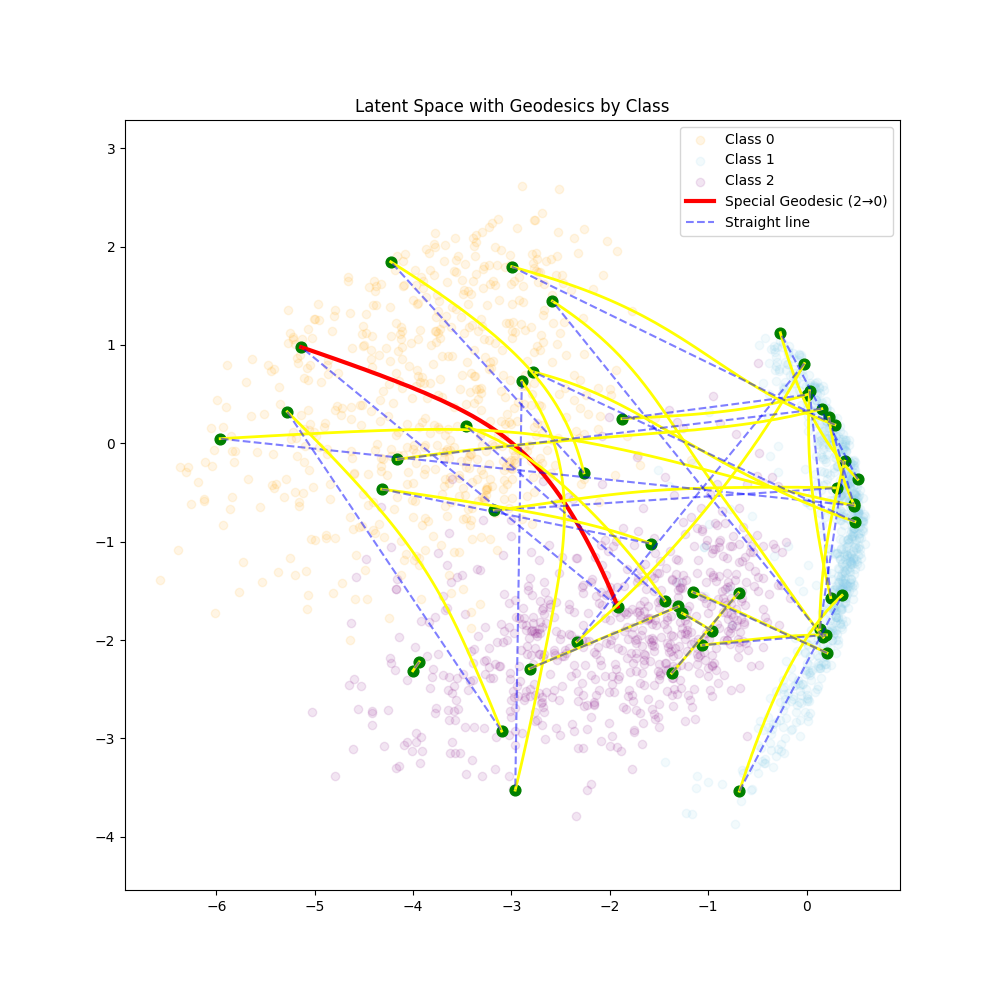 Latent Space with Geodesics by Class
Class 0
Class 1
Class 2
Special Geodesic (2→0)
Straight line
3
2
1
0
−1
−2
−3
−4
−6
−5
−4
−3
−2
−1
0